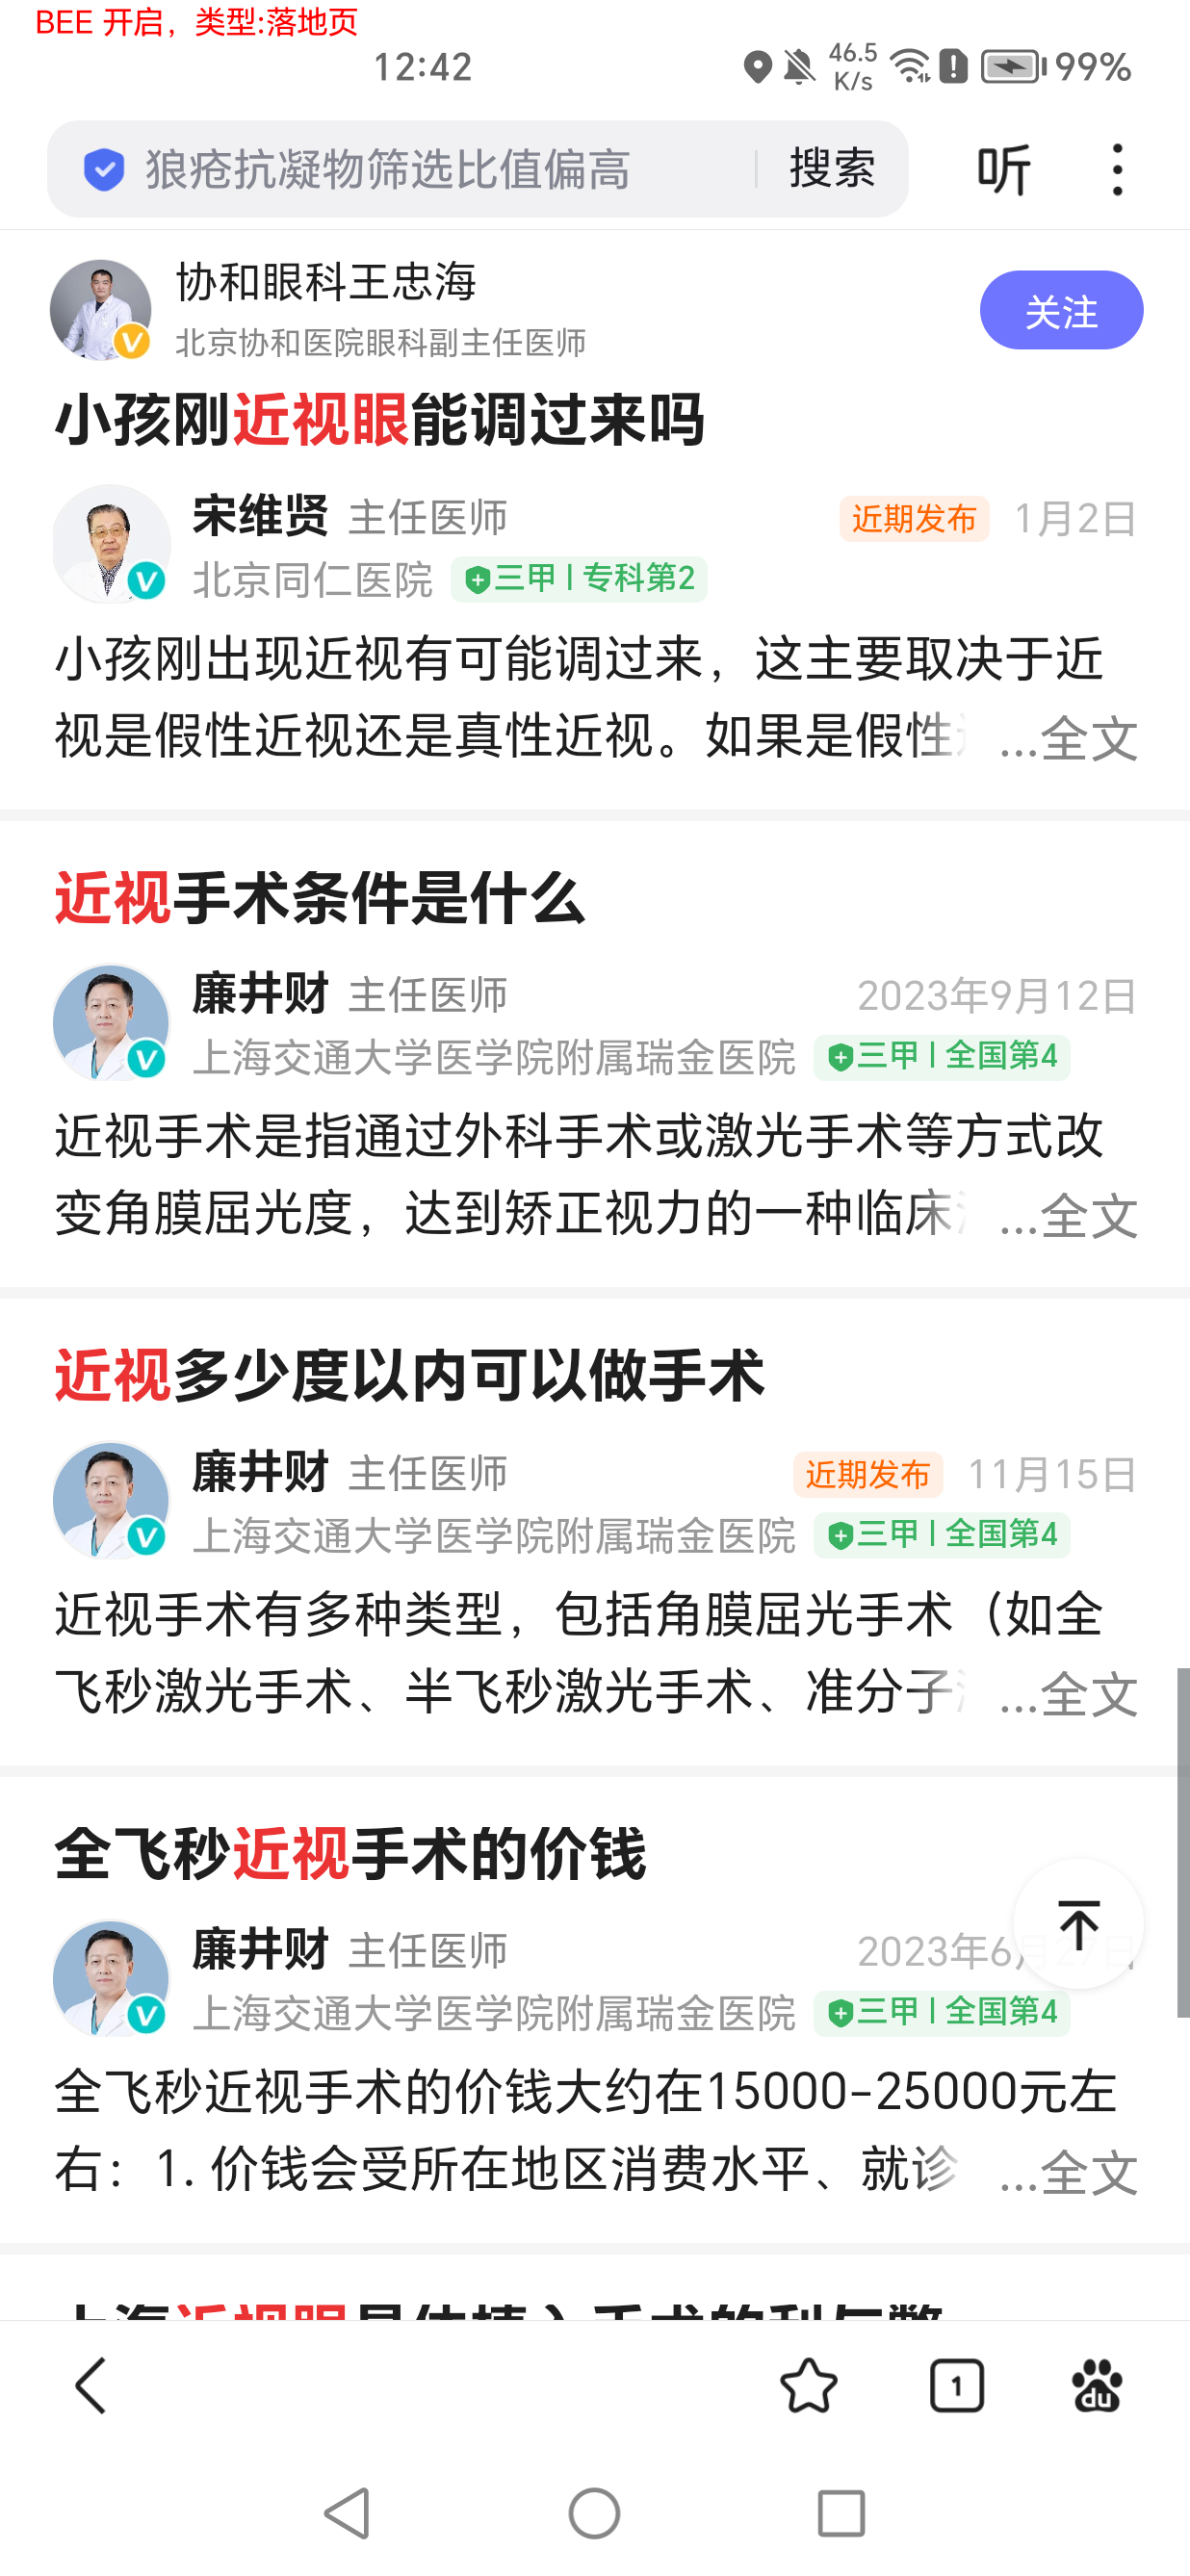 BEE 开启，类型:落地页
12:42
46.5
K/s
99%
狼疮抗凝物筛选比值偏高
搜索
听
协和眼科王忠海
北京协和医院眼科副主任医师
关注
小孩刚近视眼能调过来吗
宋维贤 主任医师
近期发布 1月2日
北京同仁医院 三甲 | 专科第2
小孩刚出现近视有可能调过来，这主要取决于近
视是假性近视还是真性近视。如果是假性 ...全文
近视手术条件是什么
廉井财 主任医师
2023年9月12日
上海交通大学医学院附属瑞金医院 三甲 | 全国第4
近视手术是指通过外科手术或激光手术等方式改
变角膜屈光度，达到矫正视力的一种临床 ...全文
近视多少度以内可以做手术
廉井财 主任医师
近期发布 11月15日
上海交通大学医学院附属瑞金医院 三甲 | 全国第4
近视手术有多种类型，包括角膜屈光手术（如全
飞秒激光手术、半飞秒激光手术、准分子 ...全文
全飞秒近视手术的价钱
廉井财 主任医师
2023年6月27日
上海交通大学医学院附属瑞金医院 三甲 | 全国第4
全飞秒近视手术的价钱大约在15000-25000元左
右：1. 价钱会受所在地区消费水平、就诊 ...全文
上海近视眼晶体植入手术的利与弊
1
du